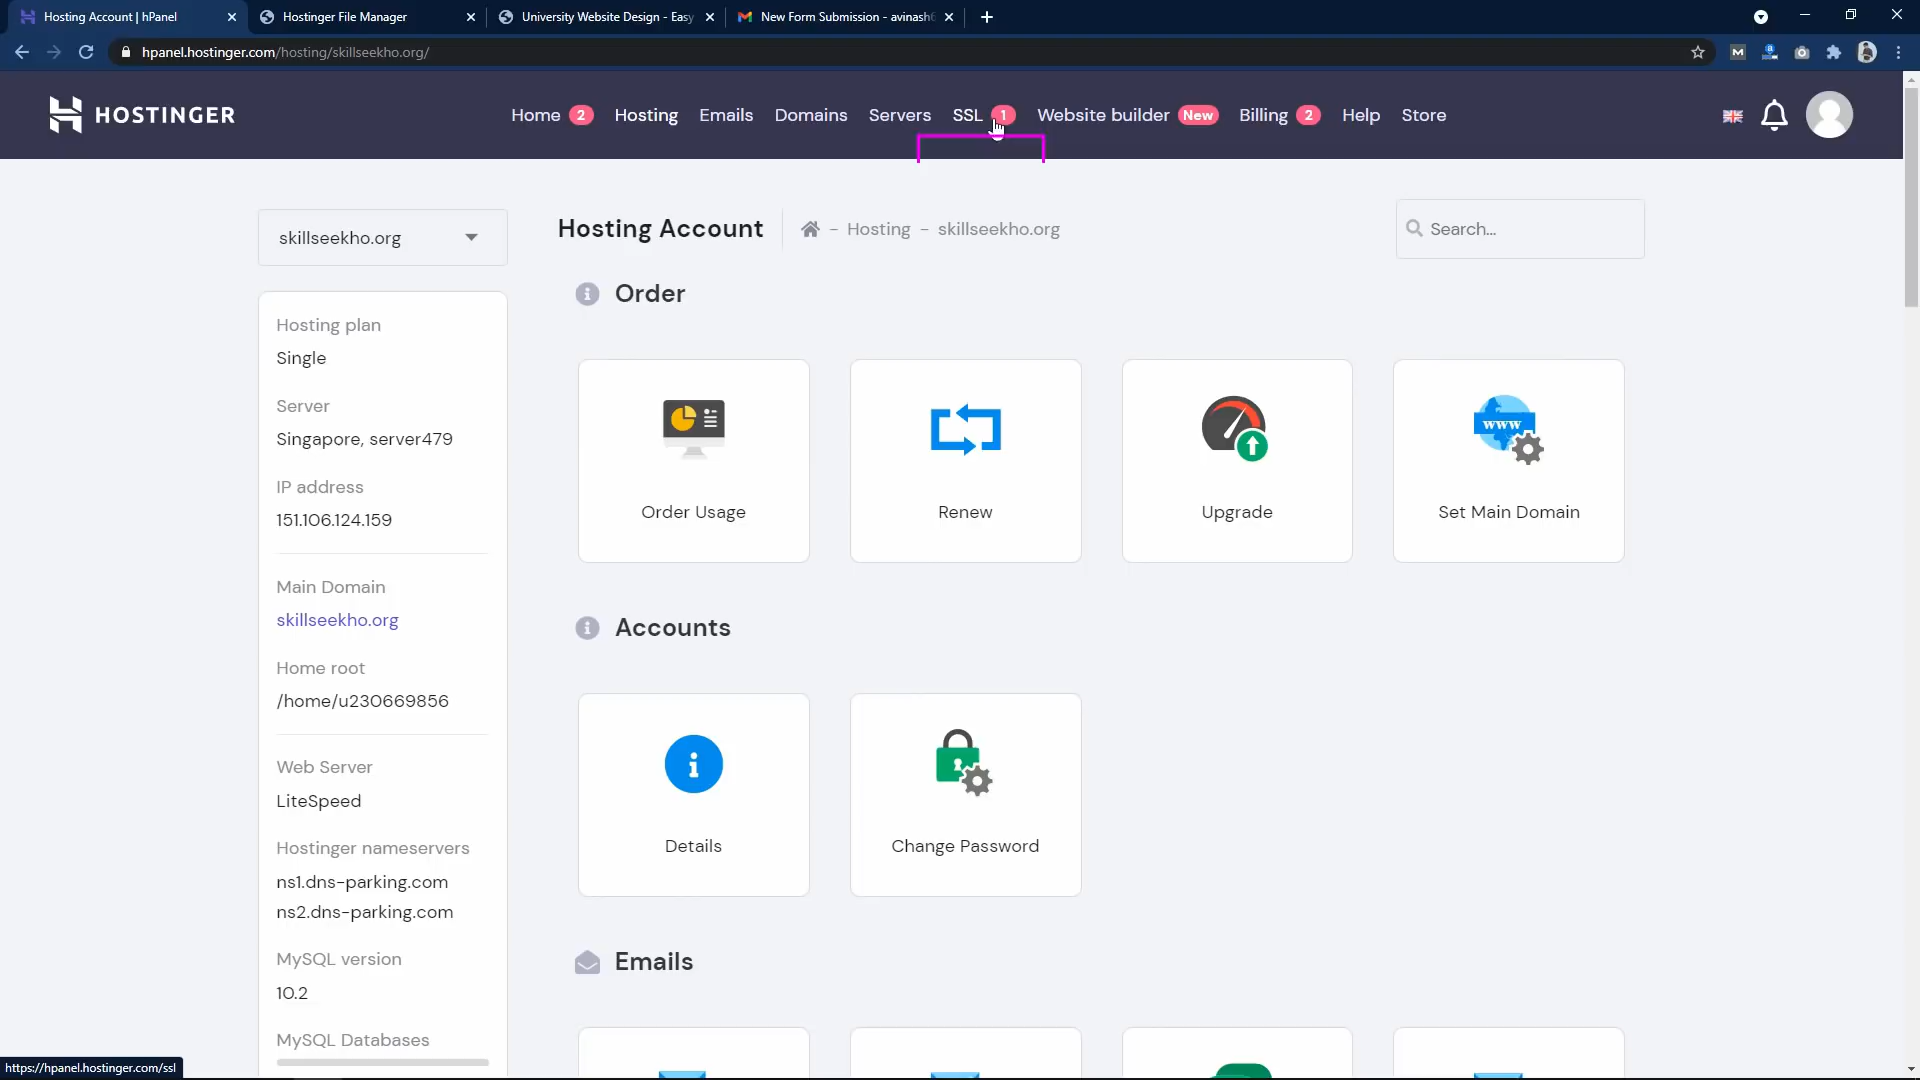 Hosting Account | hPanel
Hostinger File Manager
University Website Design - Easy
New Form Submission - avinash6
hpanel.hostinger.com/hosting/skillseekho.org/
HOSTINGER
Home 2 Hosting Emails Domains Servers SSL 1 Website builder New Billing 2 Help Store
skillseekho.org
Hosting Account
- Hosting - skillseekho.org
Search...
Order
Hosting plan
Single
Server
Singapore, server479
IP address
151.106.124.159
Order Usage
Renew
www
Upgrade
Set Main Domain
Main Domain
skillseekho.org
Home root
/home/u230669856
Accounts
Web Server
LiteSpeed
Hostinger nameservers
ns1.dns-parking.com
ns2.dns-parking.com
Details
Change Password
MySQL version
10.2
MySQL Databases
Emails
https://hpanel.hostinger.com/ssl